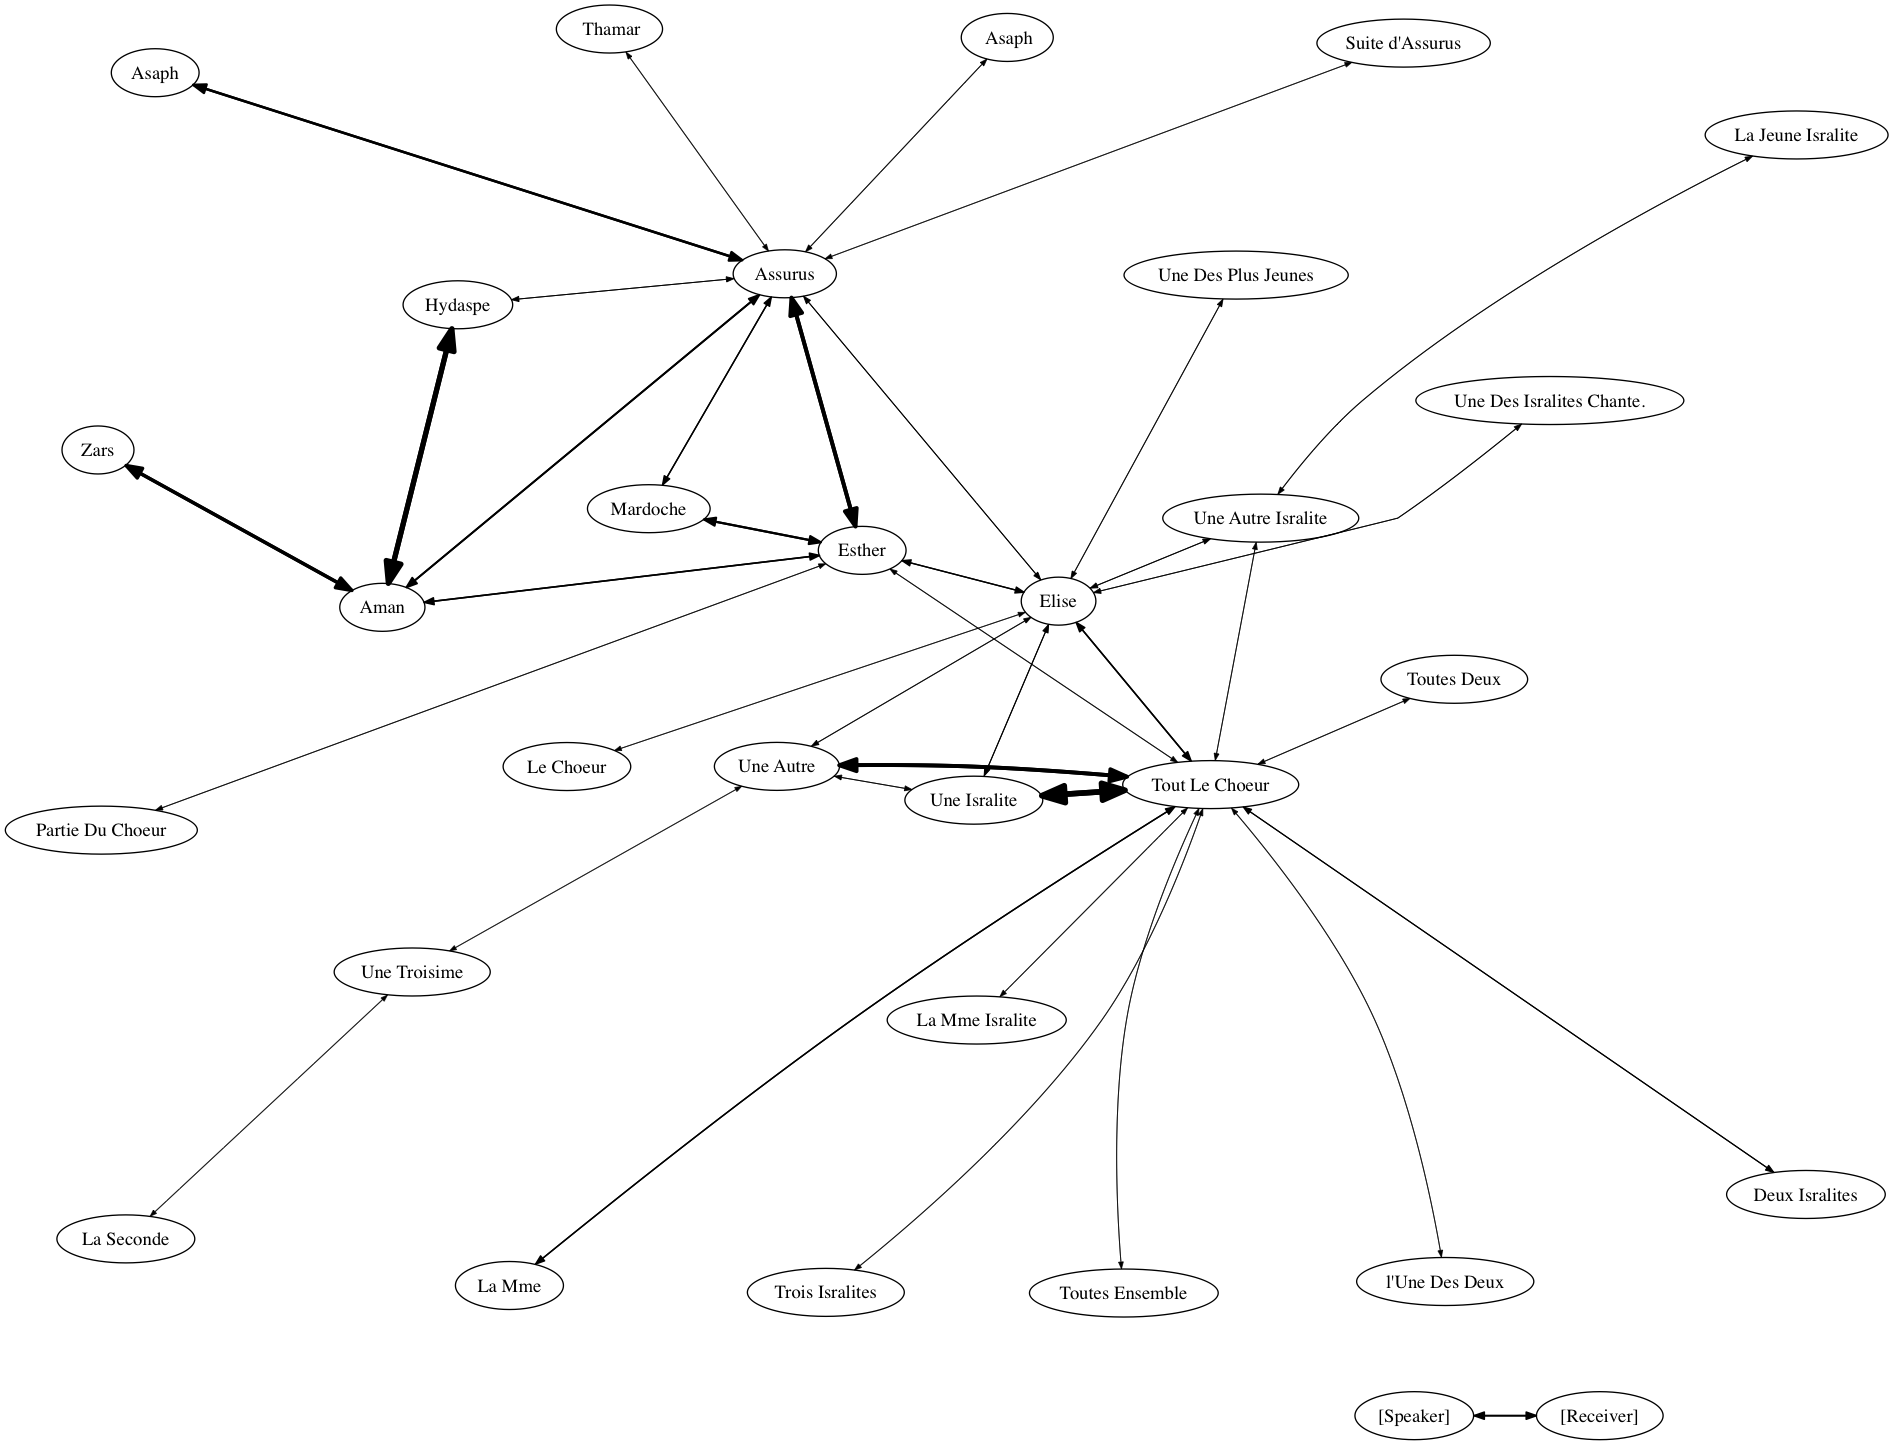 Thamar
Asaph
Suite d'Assurus
Asaph
La Jeune Isralite
Assurus
Une Des Plus Jeunes
Hydaspe
Une Des Isralites Chante.
Zars
Mardoche
Une Autre Isralite
Esther
Elise
Aman
Toutes Deux
Le Choeur
Une Autre
Tout Le Choeur
Une Isralite
Partie Du Choeur
Une Troisime
La Mme Isralite
Deux Isralites
La Seconde
La Mme
Trois Isralites
Toutes Ensemble
l'Une Des Deux
[Speaker]
[Receiver]